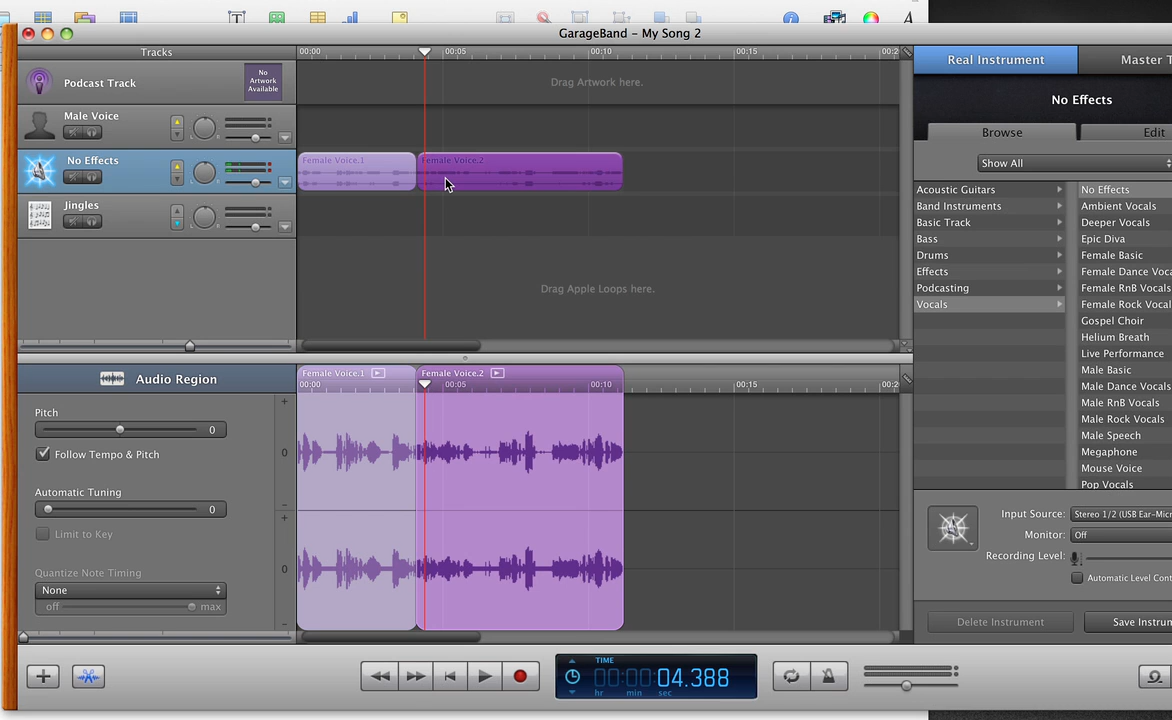 GarageBand – My Song 2
Tracks
00:00
00:05
00:10
00:15
Podcast Track
No
Artwork
Available
Drag Artwork here.
Male Voice
No Effects
Female Voice.1
Female Voice.2
Jingles
Drag Apple Loops here.
Audio Region
Female Voice.1
Female Voice.2
00:00
00:05
00:10
00:15
Pitch
0
Follow Tempo & Pitch
Automatic Tuning
0
Limit to Key
Quantize Note Timing
None
off
max
+
0
-
+
0
-
TIME
00:00:04.388
hr
min
sec
Real Instrument
Master T
No Effects
Browse
Edit
Show All
Acoustic Guitars
Band Instruments
Basic Track
Bass
Drums
Effects
Podcasting
Vocals
No Effects
Ambient Vocals
Deeper Vocals
Epic Diva
Female Basic
Female Dance Voca
Female RnB Vocals
Female Rock Vocal
Gospel Choir
Helium Breath
Live Performance
Male Basic
Male Dance Vocals
Male RnB Vocals
Male Rock Vocals
Male Speech
Megaphone
Mouse Voice
Pop Vocals
Input Source:
Stereo 1/2 (USB Ear-Micr
Monitor:
Off
Recording Level:
Automatic Level Cont
Delete Instrument
Save Instrum